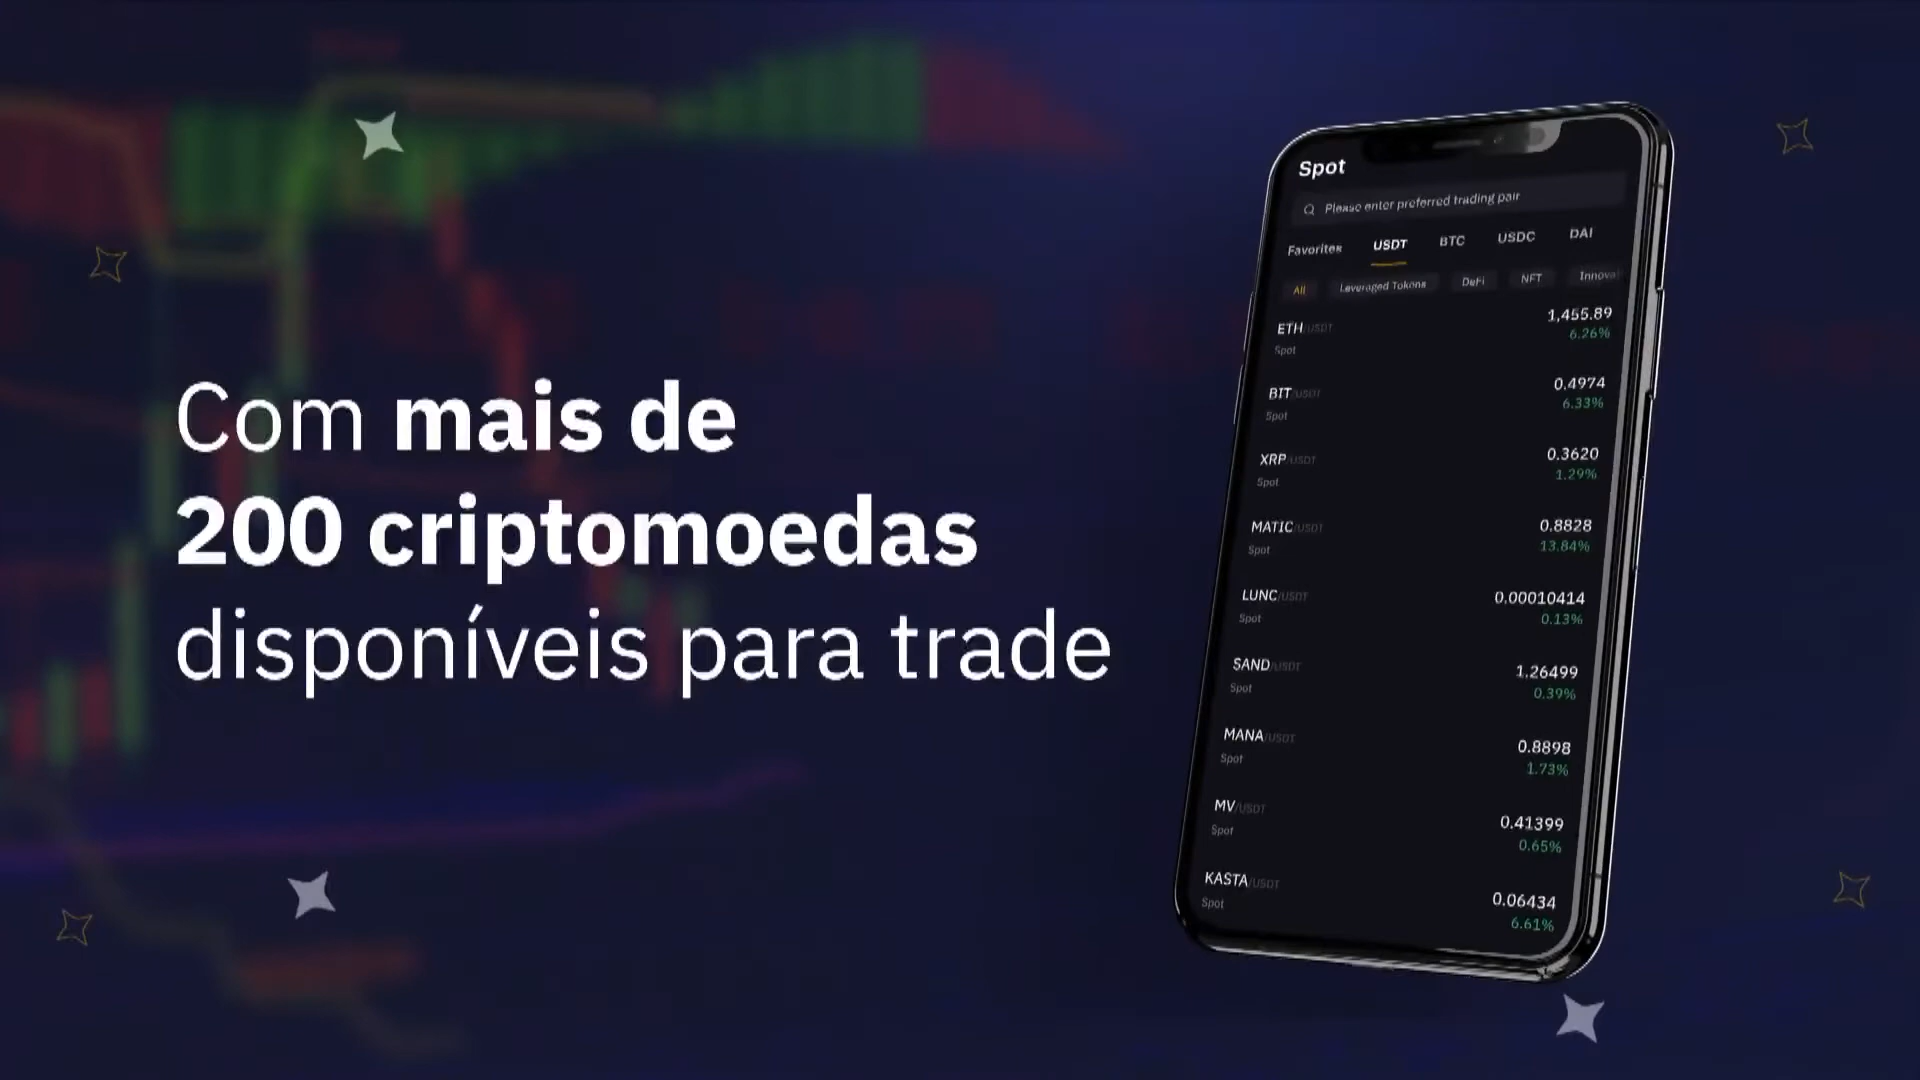 Com mais de
200 criptomoedas
disponíveis para trade
Spot
Please enter preferred trading pair
Favorites USDT BTC USDC DAI
All Leveraged Tokens DeFi NFT
ETH/USDT 1,455.89
Spot 6.26%
BIT/USDT 0.4974
Spot 6.33%
XRP/USDT 0.3620
Spot 1.29%
MATIC/USDT 0.8828
Spot 13.84%
LUNC/USDT 0.00010414
Spot 0.13%
SAND/USDT 1.26499
Spot 0.39%
MANA/USDT 0.8898
Spot 1.73%
MV/USDT 0.41399
Spot 0.65%
KASTA/USDT 0.06434
Spot 6.61%